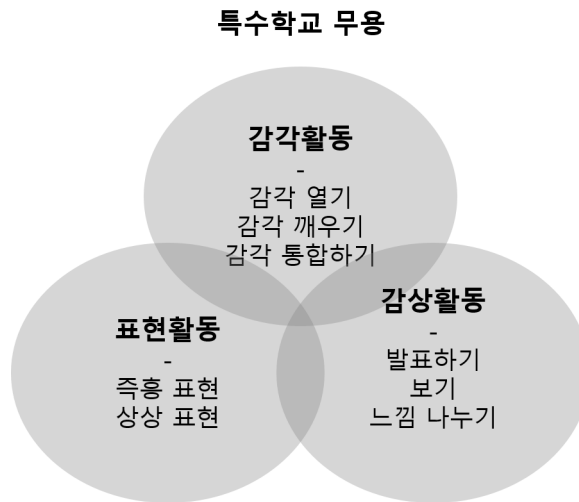 특수학교 무용
감각활동
-
감각 열기
감각 깨우기
감각 통합하기
표현활동
-
즉흥 표현
상상 표현
감상활동
-
발표하기
보기
느낌 나누기